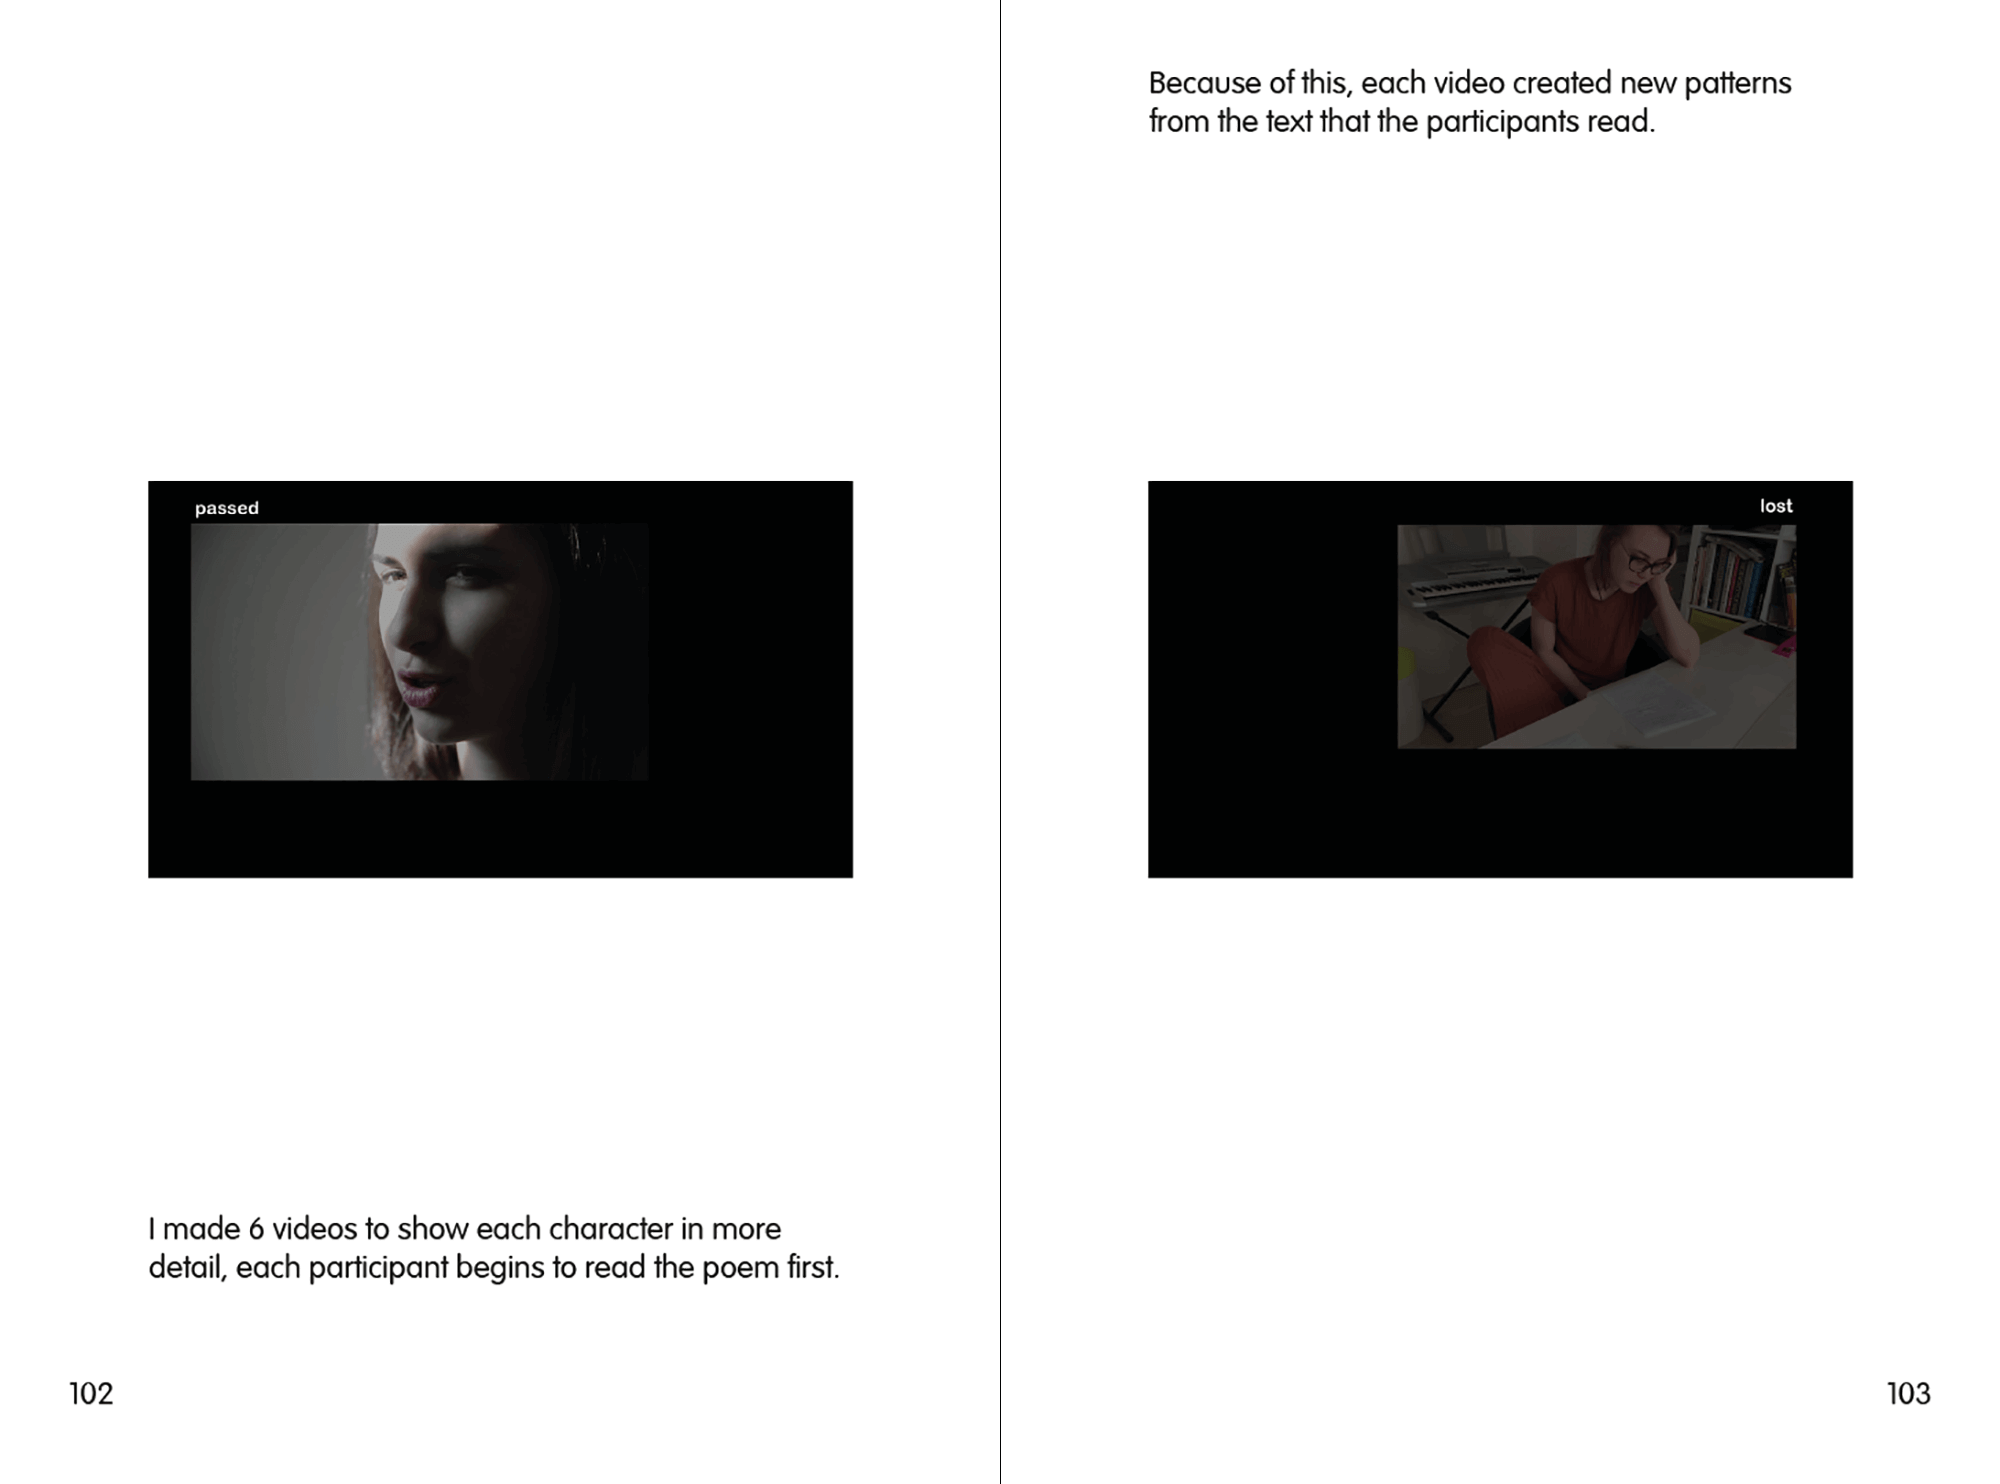 passed
I made 6 videos to show each character in more
detail, each participant begins to read the poem first.
102
Because of this, each video created new patterns
from the text that the participants read.
lost
103